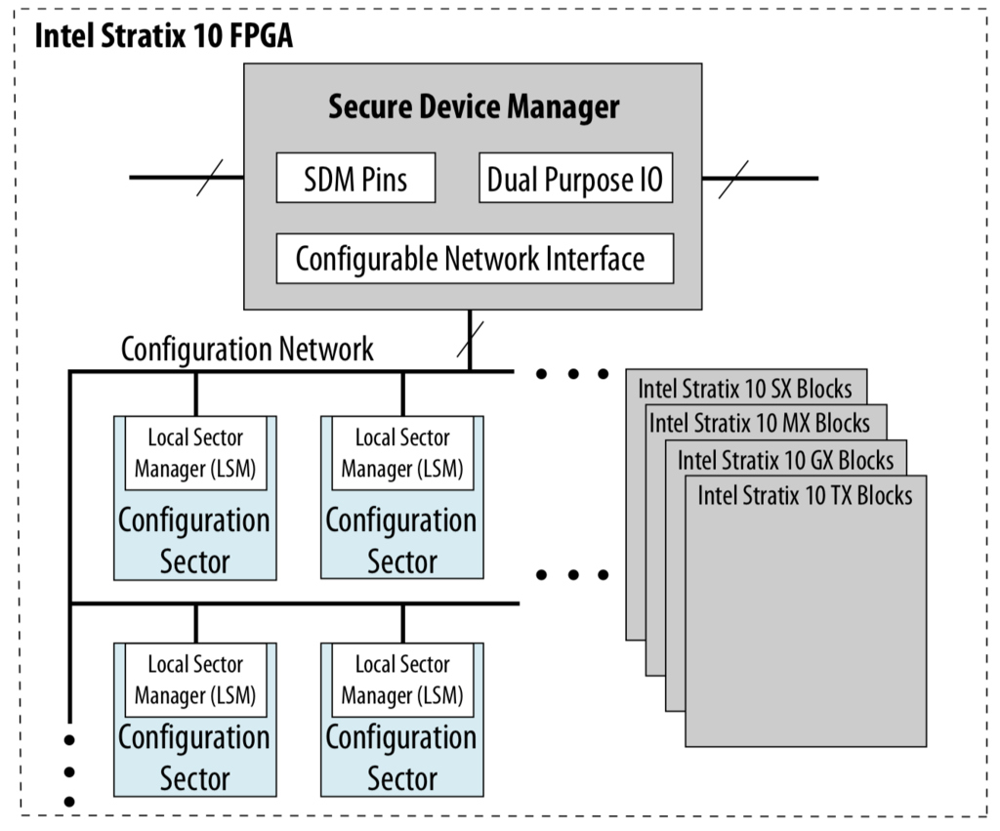 Intel Stratix 10 FPGA
Secure Device Manager
SDM Pins
Dual Purpose IO
Configurable Network Interface
Configuration Network
Intel Stratix 10 SX Blocks
Intel Stratix 10 MX Blocks
Intel Stratix 10 GX Blocks
Intel Stratix 10 TX Blocks
Local Sector
Manager (LSM)
Configuration
Sector
Local Sector
Manager (LSM)
Configuration
Sector
Local Sector
Manager (LSM)
Configuration
Sector
Local Sector
Manager (LSM)
Configuration
Sector